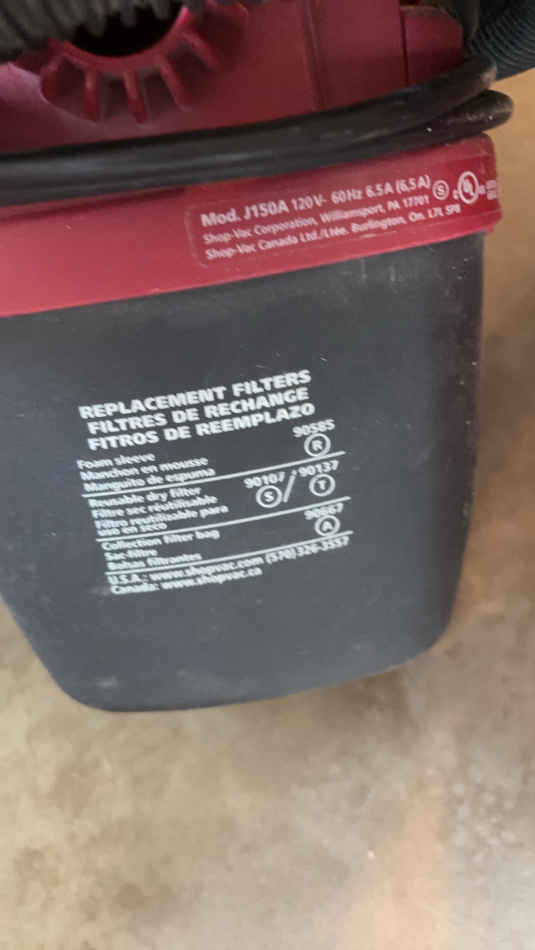 Mod. J150A 120V~ 60Hz 6.5A (6,5A) S UL
Shop-Vac Corporation, Williamsport, PA 17701
Shop-Vac Canada Ltd./Ltée. Burlington, On. L7L 5P8
REPLACEMENT FILTERS
FILTRES DE RECHANGE
FITROS DE REEMPLAZO
Foam sleeve 90585
Manchon en mousse R
Manguito de espuma
Reusable dry filter 90107 / 90137
Filtre sec réutilisable S T
Filtro reutilisable para
uso en seco
Collection filter bag 90667
Sac-filtre A
Bolsas filtrantes
U.S.A.: www.shopvac.com (570) 326-3557
Canada: www.shopvac.ca